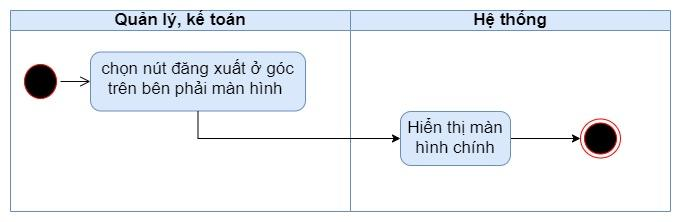 Quản lý, kế toán
Hệ thống
chọn nút đăng xuất ở góc
trên bên phải màn hình
Hiển thị màn
hình chính